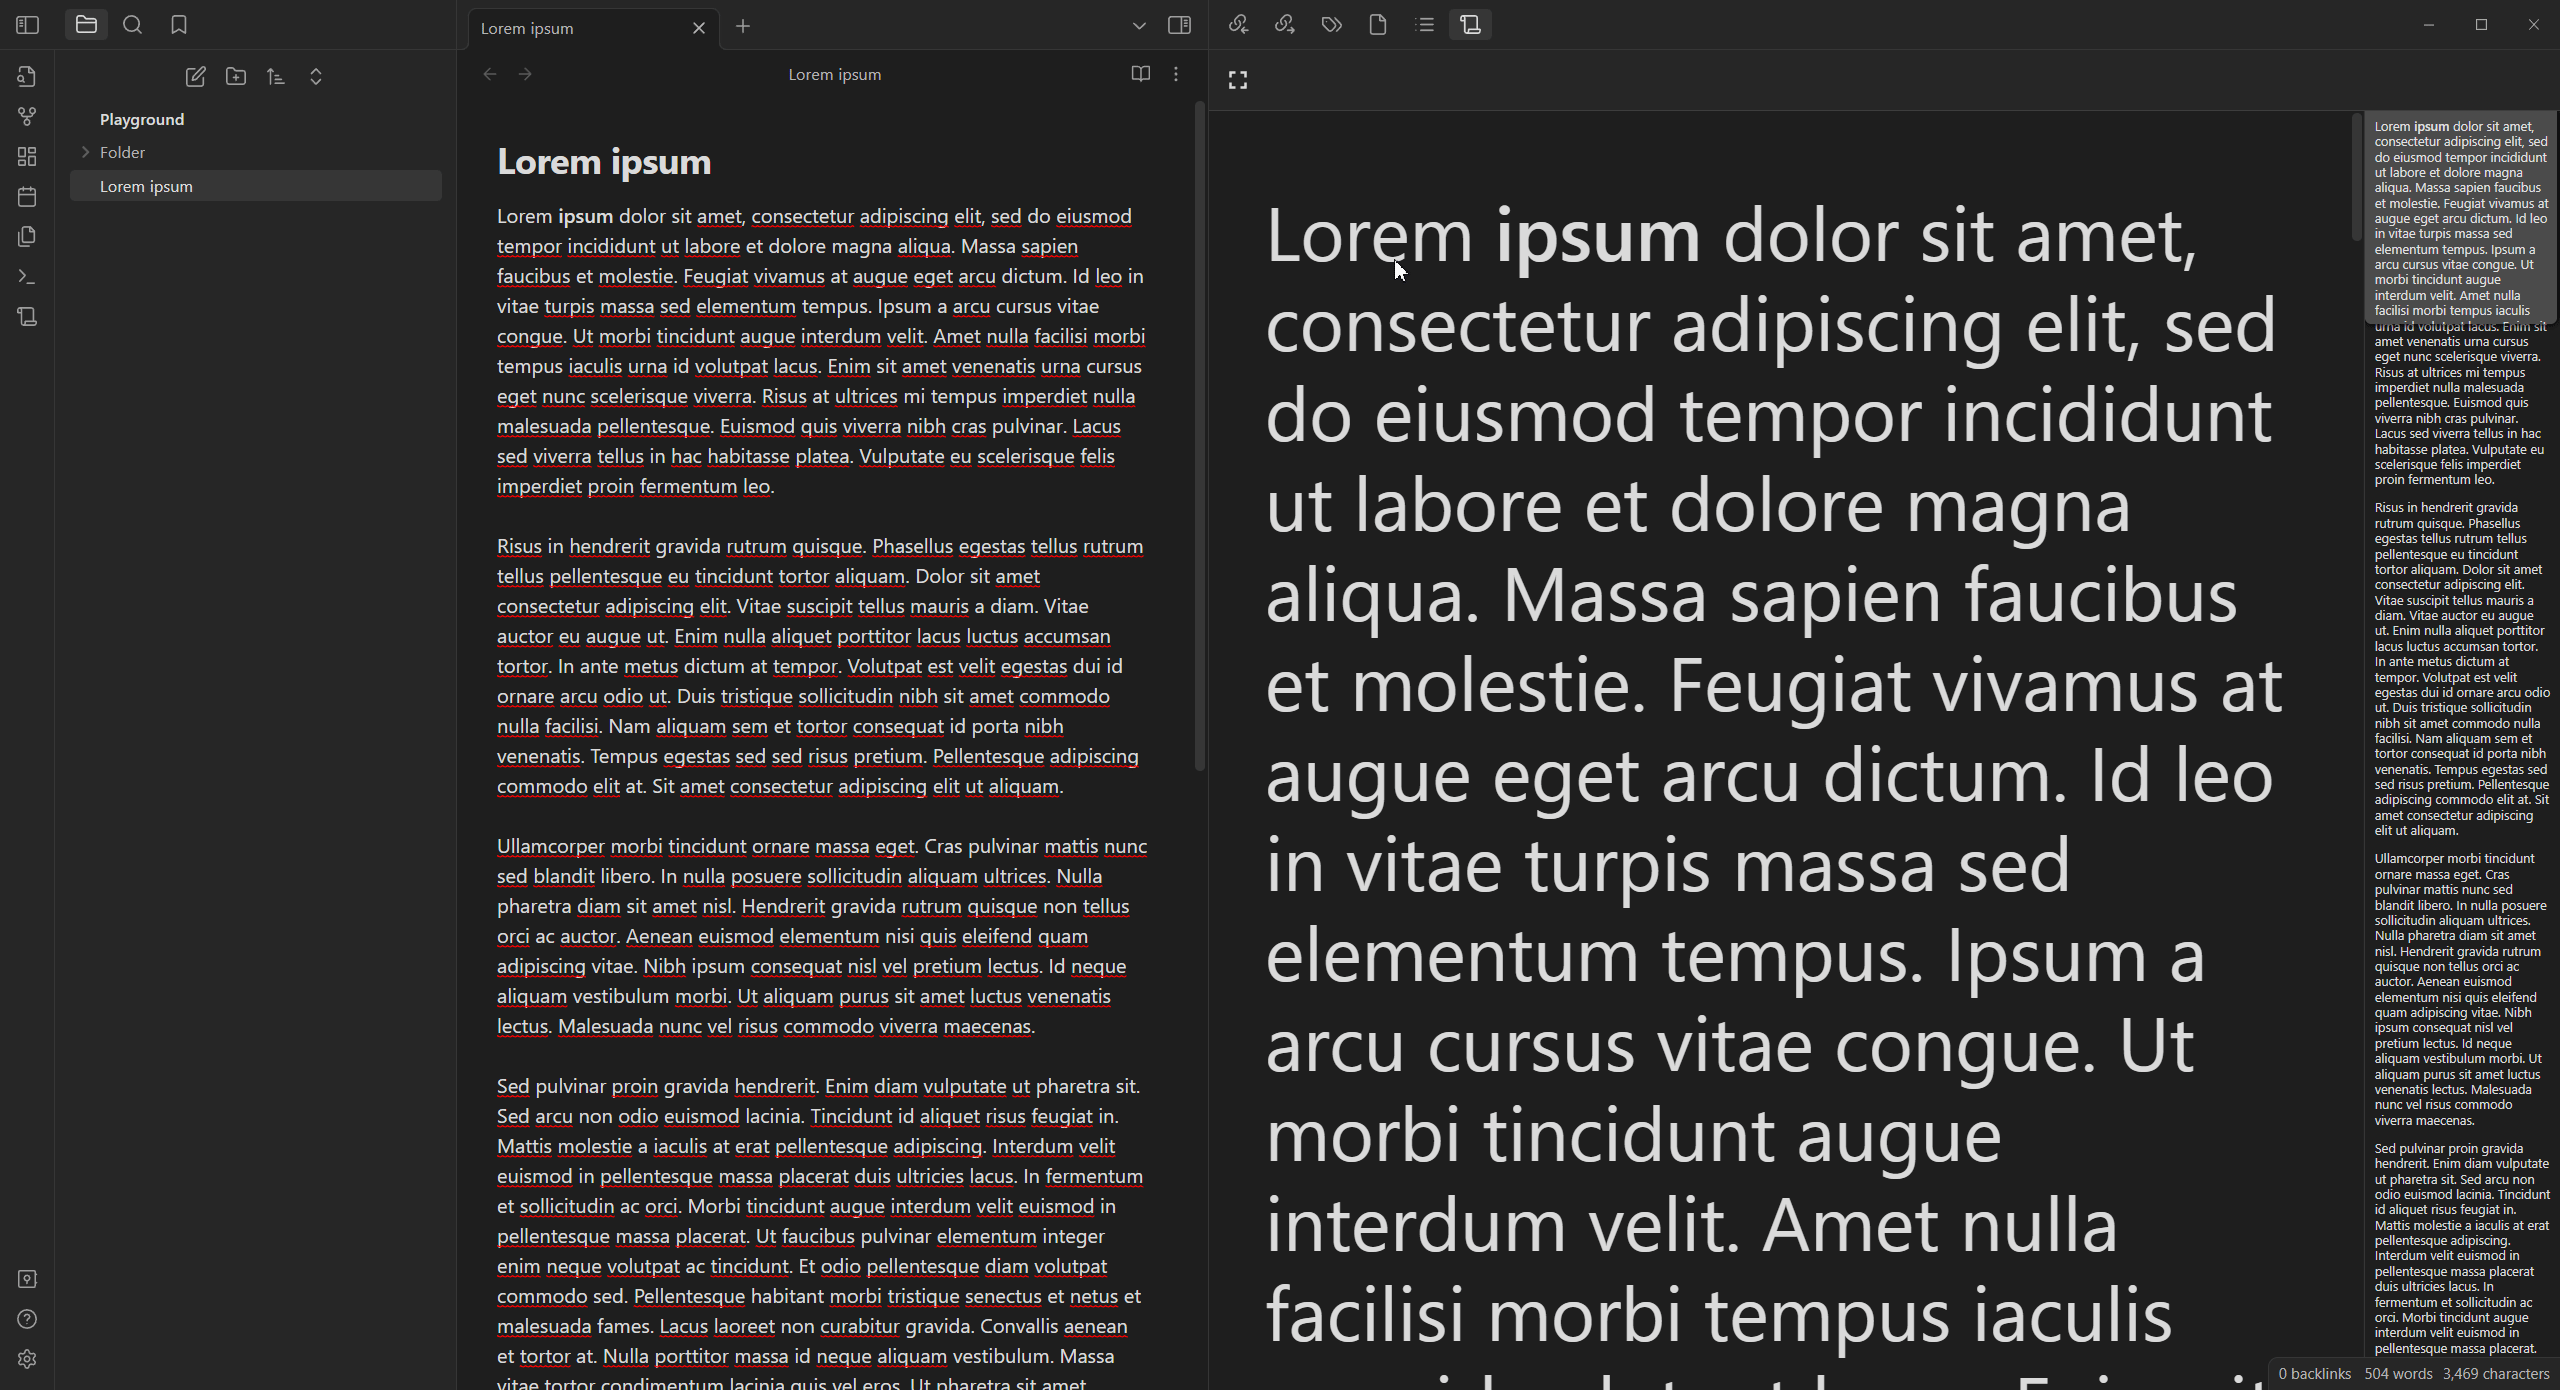 Lorem ipsum
Lorem ipsum
Playground
Folder
Lorem ipsum
Lorem ipsum
Lorem ipsum dolor sit amet, consectetur adipiscing elit, sed do eiusmod
tempor incididunt ut labore et dolore magna aliqua. Massa sapien
faucibus et molestie. Feugiat vivamus at augue eget arcu dictum. Id leo in
vitae turpis massa sed elementum tempus. Ipsum a arcu cursus vitae
congue. Ut morbi tincidunt augue interdum velit. Amet nulla facilisi morbi
tempus iaculis urna id volutpat lacus. Enim sit amet venenatis urna cursus
eget nunc scelerisque viverra. Risus at ultrices mi tempus imperdiet nulla
malesuada pellentesque. Euismod quis viverra nibh cras pulvinar. Lacus
sed viverra tellus in hac habitasse platea. Vulputate eu scelerisque felis
imperdiet proin fermentum leo.
Risus in hendrerit gravida rutrum quisque. Phasellus egestas tellus rutrum
tellus pellentesque eu tincidunt tortor aliquam. Dolor sit amet
consectetur adipiscing elit. Vitae suscipit tellus mauris a diam. Vitae
auctor eu augue ut. Enim nulla aliquet porttitor lacus luctus accumsan
tortor. In ante metus dictum at tempor. Volutpat est velit egestas dui id
ornare arcu odio ut. Duis tristique sollicitudin nibh sit amet commodo
nulla facilisi. Nam aliquam sem et tortor consequat id porta nibh
venenatis. Tempus egestas sed sed risus pretium. Pellentesque adipiscing
commodo elit at. Sit amet consectetur adipiscing elit ut aliquam.
Ullamcorper morbi tincidunt ornare massa eget. Cras pulvinar mattis nunc
sed blandit libero. In nulla posuere sollicitudin aliquam ultrices. Nulla
pharetra diam sit amet nisl. Hendrerit gravida rutrum quisque non tellus
orci ac auctor. Aenean euismod elementum nisi quis eleifend quam
adipiscing vitae. Nibh ipsum consequat nisl vel pretium lectus. Id neque
aliquam vestibulum morbi. Ut aliquam purus sit amet luctus venenatis
lectus. Malesuada nunc vel risus commodo viverra maecenas.
Sed pulvinar proin gravida hendrerit. Enim diam vulputate ut pharetra sit.
Sed arcu non odio euismod lacinia. Tincidunt id aliquet risus feugiat in.
Mattis molestie a iaculis at erat pellentesque adipiscing. Interdum velit
euismod in pellentesque massa placerat duis ultricies lacus. In fermentum
et sollicitudin ac orci. Morbi tincidunt augue interdum velit euismod in
pellentesque massa placerat. Ut faucibus pulvinar elementum integer
enim neque volutpat ac tincidunt. Et odio pellentesque diam volutpat
commodo sed. Pellentesque habitant morbi tristique senectus et netus et
malesuada fames. Lacus laoreet non curabitur gravida. Convallis aenean
et tortor at. Nulla porttitor massa id neque aliquam vestibulum. Massa
vitae tortor condimentum lacinia quis vel eros. Ut pharetra sit amet
Lorem ipsum dolor sit amet,
consectetur adipiscing elit, sed
do eiusmod tempor incididunt
ut labore et dolore magna
aliqua. Massa sapien faucibus
et molestie. Feugiat vivamus at
augue eget arcu dictum. Id leo
in vitae turpis massa sed
elementum tempus. Ipsum a
arcu cursus vitae congue. Ut
morbi tincidunt augue
interdum velit. Amet nulla
facilisi morbi tempus iaculis
Lorem ipsum dolor sit amet,
consectetur adipiscing elit, sed
do eiusmod tempor incididunt
ut labore et dolore magna
aliqua. Massa sapien faucibus
et molestie. Feugiat vivamus at
augue eget arcu dictum. Id leo
in vitae turpis massa sed
elementum tempus. Ipsum a
arcu cursus vitae congue. Ut
morbi tincidunt augue
interdum velit. Amet nulla
facilisi morbi tempus iaculis
urna id volutpat lacus. Enim sit
amet venenatis urna cursus
eget nunc scelerisque viverra.
Risus at ultrices mi tempus
imperdiet nulla malesuada
pellentesque. Euismod quis
viverra nibh cras pulvinar.
Lacus sed viverra tellus in hac
habitasse platea. Vulputate eu
scelerisque felis imperdiet
proin fermentum leo.
Risus in hendrerit gravida
rutrum quisque. Phasellus
egestas tellus rutrum tellus
pellentesque eu tincidunt
tortor aliquam. Dolor sit amet
consectetur adipiscing elit.
Vitae suscipit tellus mauris a
diam. Vitae auctor eu augue
ut. Enim nulla aliquet porttitor
lacus luctus accumsan tortor.
In ante metus dictum at
tempor. Volutpat est velit
egestas dui id ornare arcu odio
ut. Duis tristique sollicitudin
nibh sit amet commodo nulla
facilisi. Nam aliquam sem et
tortor consequat id porta nibh
venenatis. Tempus egestas sed
sed risus pretium. Pellentesque
adipiscing commodo elit at. Sit
amet consectetur adipiscing
elit ut aliquam.
Ullamcorper morbi tincidunt
ornare massa eget. Cras
pulvinar mattis nunc sed
blandit libero. In nulla posuere
sollicitudin aliquam ultrices.
Nulla pharetra diam sit amet
nisl. Hendrerit gravida rutrum
quisque non tellus orci ac
auctor. Aenean euismod
elementum nisi quis eleifend
quam adipiscing vitae. Nibh
ipsum consequat nisl vel
pretium lectus. Id neque
aliquam vestibulum morbi. Ut
aliquam purus sit amet luctus
venenatis lectus. Malesuada
nunc vel risus commodo
viverra maecenas.
Sed pulvinar proin gravida
hendrerit. Enim diam vulputate
ut pharetra sit. Sed arcu non
odio euismod lacinia. Tincidunt
id aliquet risus feugiat in.
Mattis molestie a iaculis at erat
pellentesque adipiscing.
Interdum velit euismod in
pellentesque massa placerat
duis ultricies lacus. In
fermentum et sollicitudin ac
orci. Morbi tincidunt augue
interdum velit euismod in
pellentesque massa placerat.
0 backlinks 504 words 3,469 characters